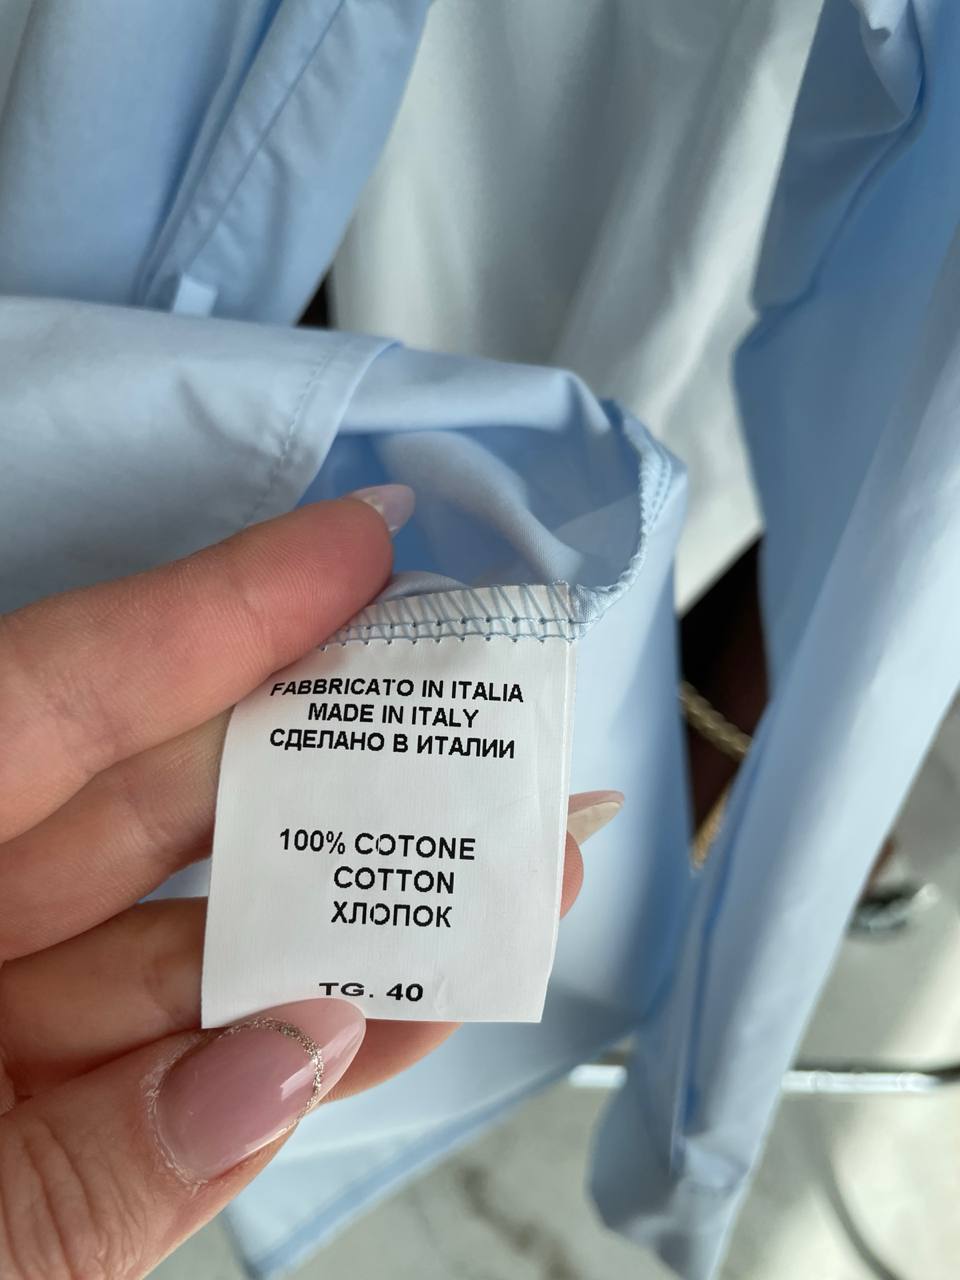 FABBRICATO IN ITALIA
MADE IN ITALY
СДЕЛАНО В ИТАЛИИ
100% COTONE
COTTON
ХЛОПОК
TG. 40